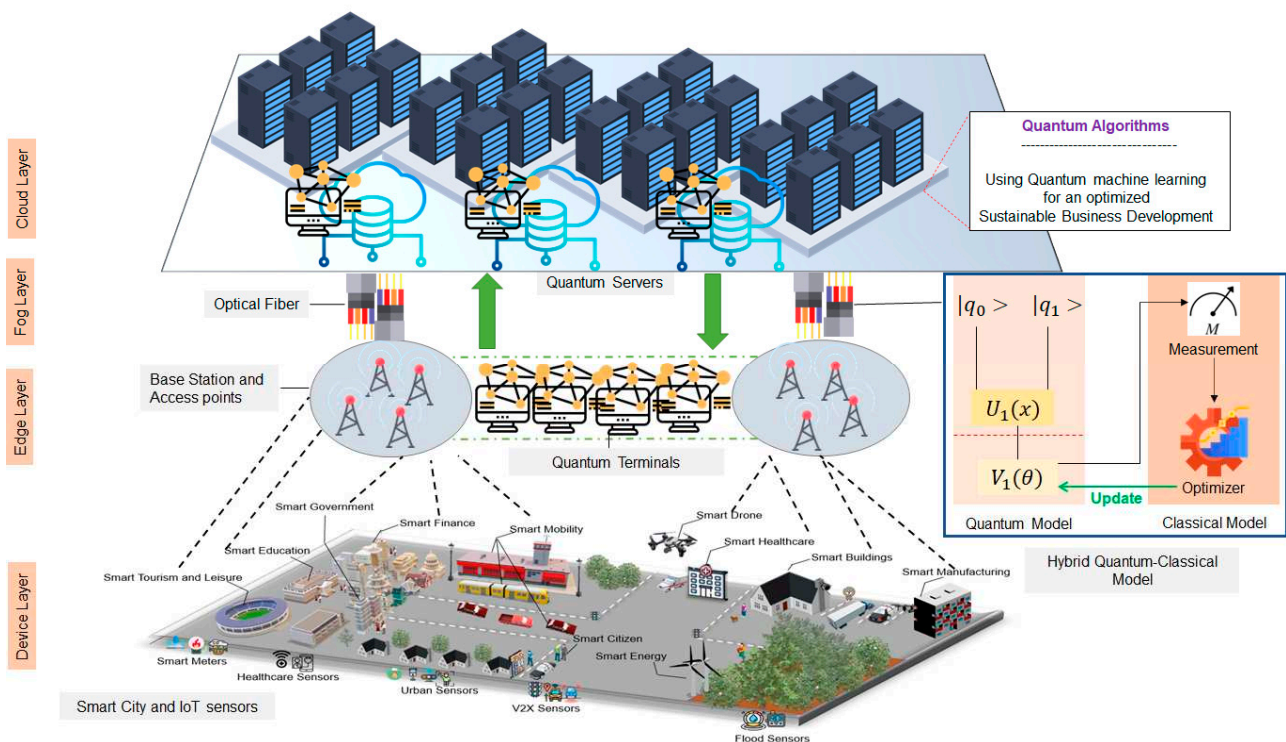 Cloud Layer
Fog Layer
Edge Layer
Device Layer
Quantum Algorithms
-----------------------------
Using Quantum machine learning
for an optimized
Sustainable Business Development
Quantum Servers
Optical Fiber
Base Station and
Access points
Quantum Terminals
|q₀ >
|q₁ >
U₁(x)
V₁(θ)
M
Measurement
Optimizer
Update
Quantum Model
Classical Model
Hybrid Quantum-Classical
Model
Smart Government
Smart Finance
Smart Mobility
Smart Education
Smart Tourism and Leisure
Smart Drone
Smart Healthcare
Smart Buildings
Smart Manufacturing
Smart Citizen
Smart Energy
Smart Meters
Healthcare Sensors
Urban Sensors
V2X Sensors
Flood Sensors
Smart City and IoT sensors